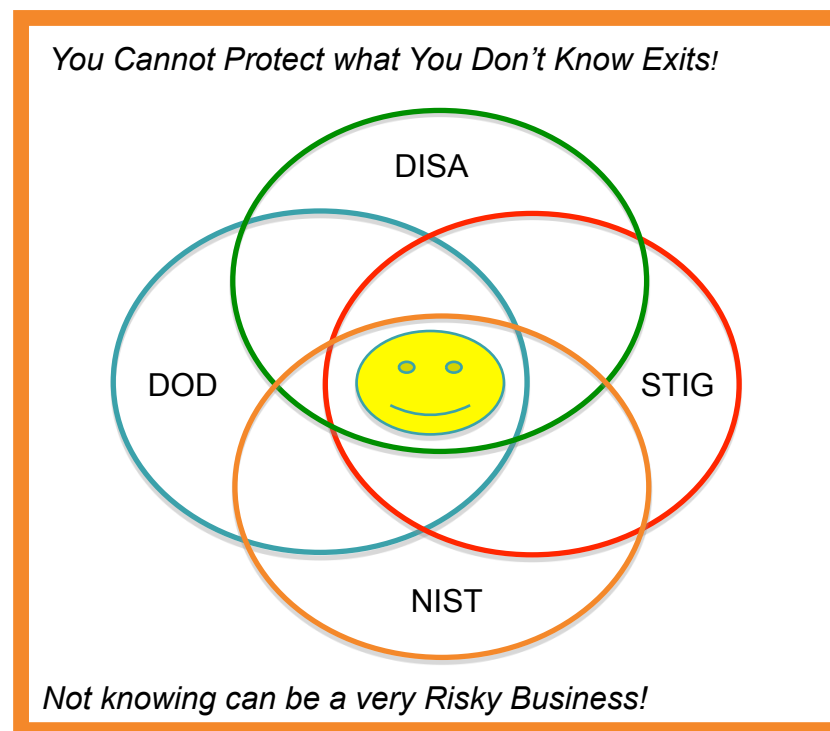 You Cannot Protect what You Don’t Know Exits!
DISA
DOD
STIG
NIST
Not knowing can be a very Risky Business!